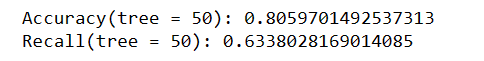 Accuracy(tree = 50): 0.8059701492537313
Recall(tree = 50): 0.6338028169014085